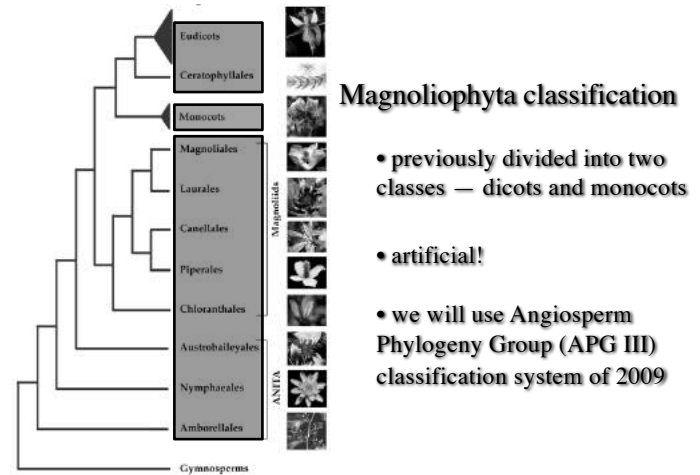 Eudicots
Ceratophyllales
Monocots
Magnoliales
Laurales
Canellales
Piperales
Chloranthales
Magnoliids
Austrobaileyales
Nymphaeales
Amborellales
ANITA
Gymnosperms
Magnoliophyta classification
• previously divided into two
classes — dicots and monocots
• artificial!
• we will use Angiosperm
Phylogeny Group (APG III)
classification system of 2009